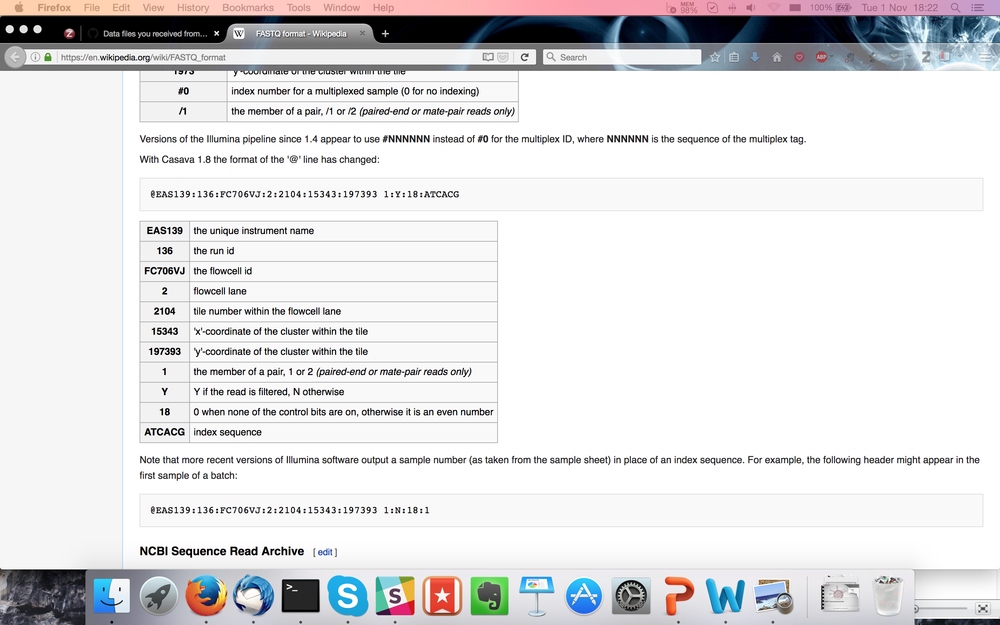 Firefox File Edit View History Bookmarks Tools Window Help MEM 98% 100% Tue 1 Nov 18:22
Z Data files you received from... × W FASTQ format - Wikipedia × +
https://en.wikipedia.org/wiki/FASTQ_format Search ABP Z
1973 'y'-coordinate of the cluster within the tile
#0 index number for a multiplexed sample (0 for no indexing)
/1 the member of a pair, /1 or /2 (paired-end or mate-pair reads only)
Versions of the Illumina pipeline since 1.4 appear to use #NNNNNN instead of #0 for the multiplex ID, where NNNNNN is the sequence of the multiplex tag.
With Casava 1.8 the format of the '@' line has changed:
@EAS139:136:FC706VJ:2:2104:15343:197393 1:Y:18:ATCACG
EAS139 the unique instrument name
136 the run id
FC706VJ the flowcell id
2 flowcell lane
2104 tile number within the flowcell lane
15343 'x'-coordinate of the cluster within the tile
197393 'y'-coordinate of the cluster within the tile
1 the member of a pair, 1 or 2 (paired-end or mate-pair reads only)
Y Y if the read is filtered, N otherwise
18 0 when none of the control bits are on, otherwise it is an even number
ATCACG index sequence
Note that more recent versions of Illumina software output a sample number (as taken from the sample sheet) in place of an index sequence. For example, the following header might appear in the
first sample of a batch:
@EAS139:136:FC706VJ:2:2104:15343:197393 1:N:18:1
NCBI Sequence Read Archive [ edit ]
KEYNOTE
>_ S S P W